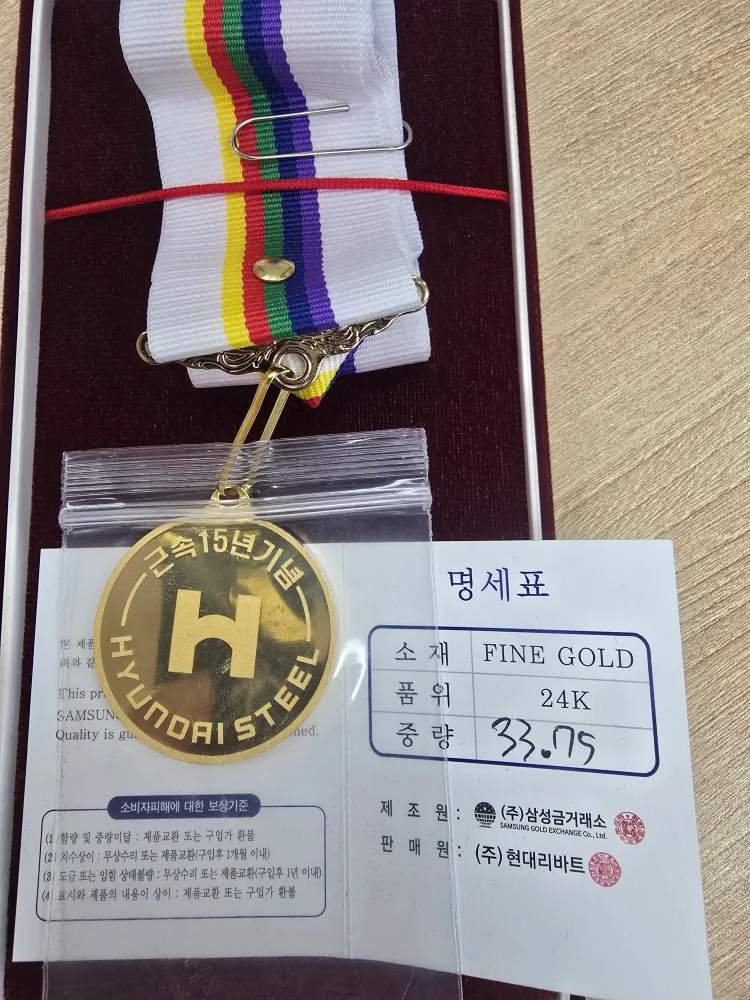 근속15년기념
HYUNDAI STEEL
명세표
소재 FINE GOLD
품위 24K
중량 33.75
본 제품
위와 같
This pr
SAMSUNG
Quality is gu
ned.
제조원: (주)삼성금거래소
SAMSUNG GOLD EXCHANGE Co., Ltd.
판매원: (주)현대리바트
소비자피해에 대한 보상기준
(1) 함량 및 중량미달 : 제품교환 또는 구입가 환불
(2) 치수상이 : 무상수리 또는 제품교환(구입후 1개월 이내)
(3) 도금 또는 입힘 상태불량 : 무상수리 또는 제품교환(구입후 1년 이내)
(4) 표시와 제품의 내용이 상이 : 제품교환 또는 구입가 환불